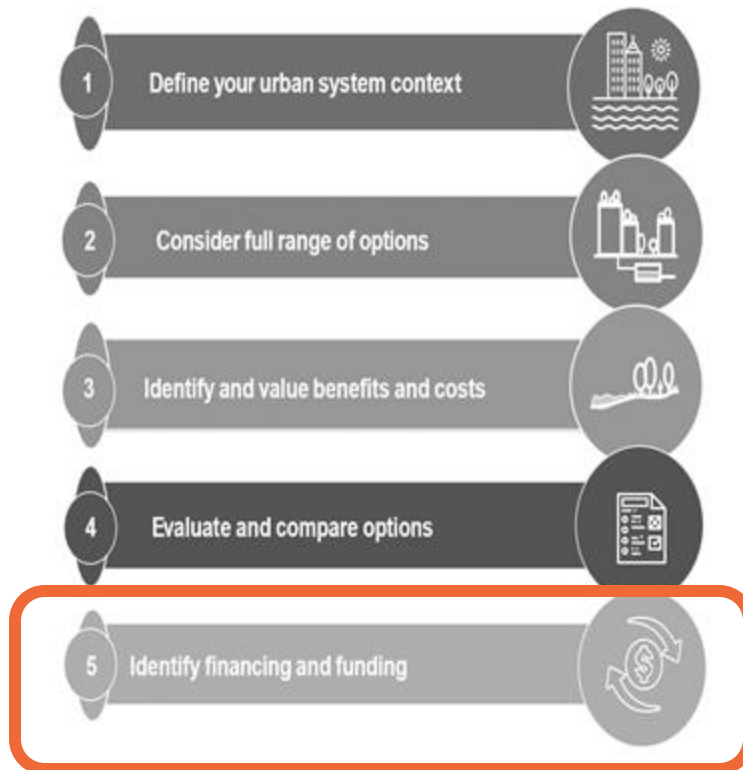 1 Define your urban system context
2 Consider full range of options
3 Identify and value benefits and costs
4 Evaluate and compare options
5 Identify financing and funding $